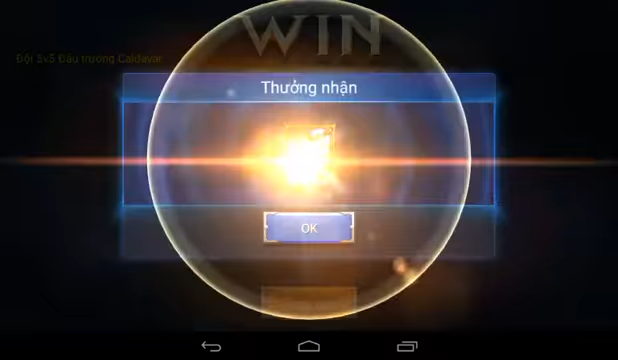 WIN
Đội 5v5 Đấu trường Caldavar
Thưởng nhận
OK